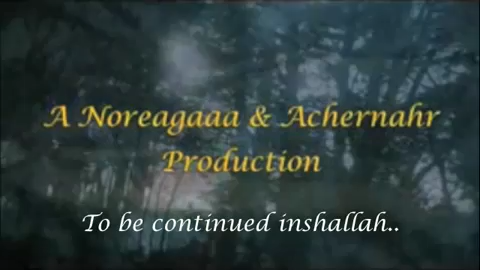 A Noreagaaa & Achernahr
Production
To be continued inshallah..